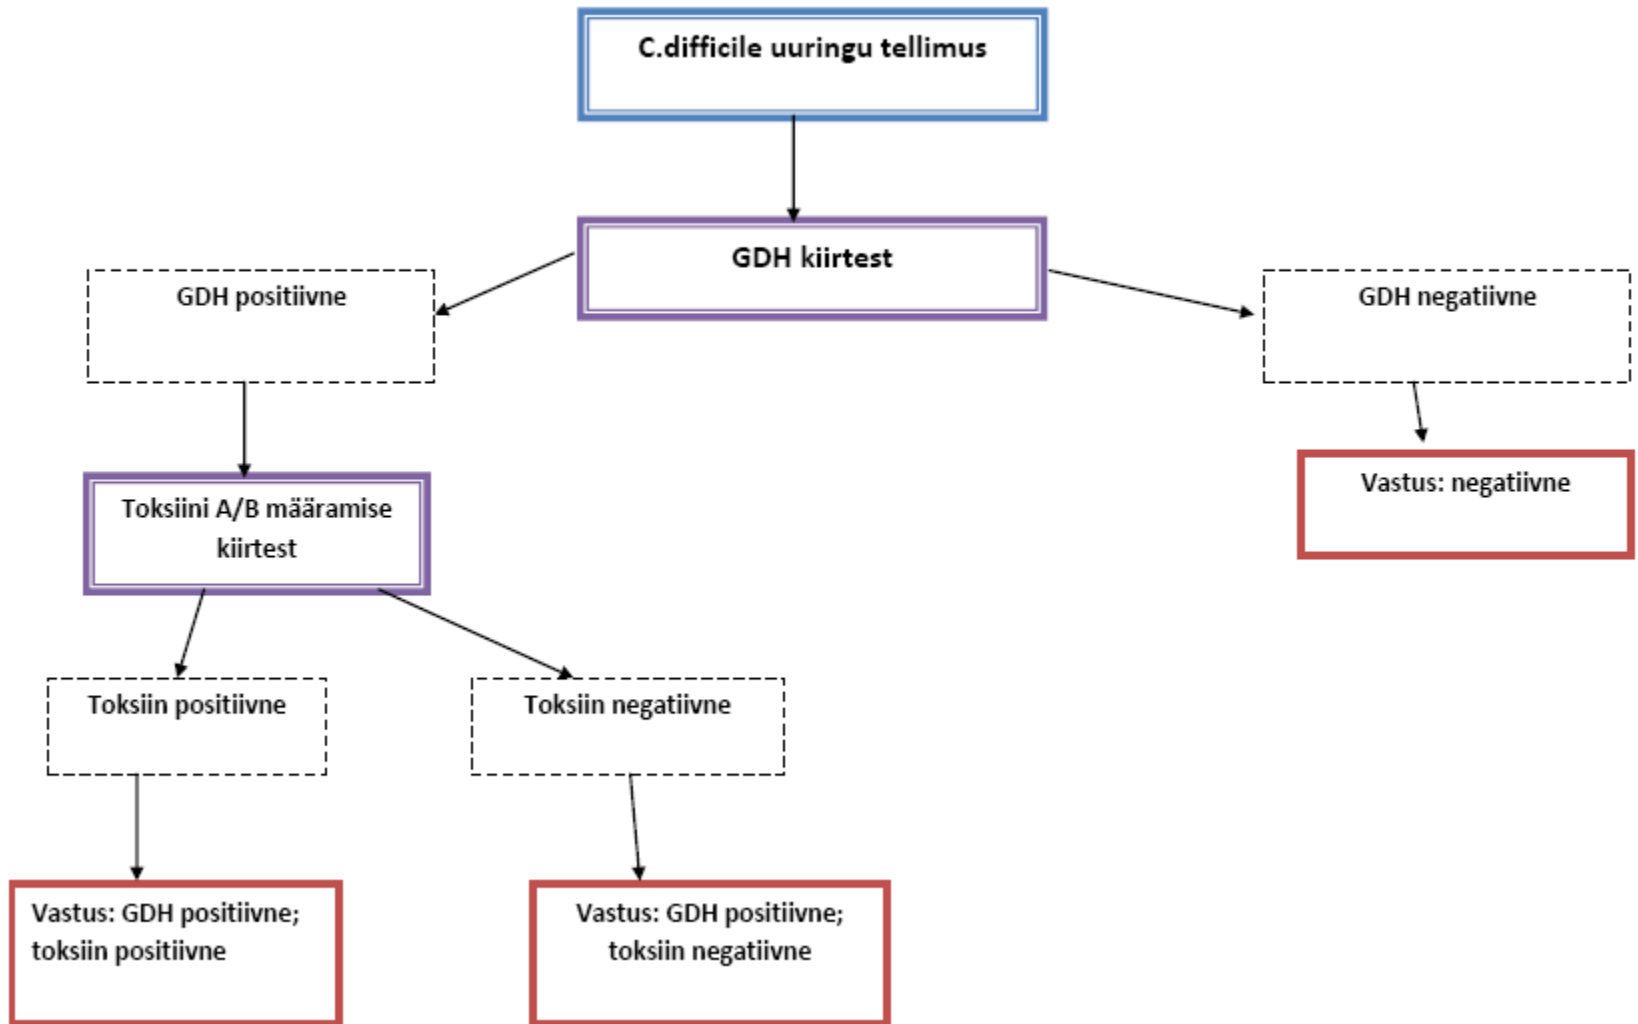 C.difficile uuringu tellimus
GDH kiirtest
GDH positiivne
GDH negatiivne
Toksiini A/B määramise
kiirtest
Vastus: negatiivne
Toksiin positiivne
Toksiin negatiivne
Vastus: GDH positiivne;
toksiin positiivne
Vastus: GDH positiivne;
toksiin negatiivne